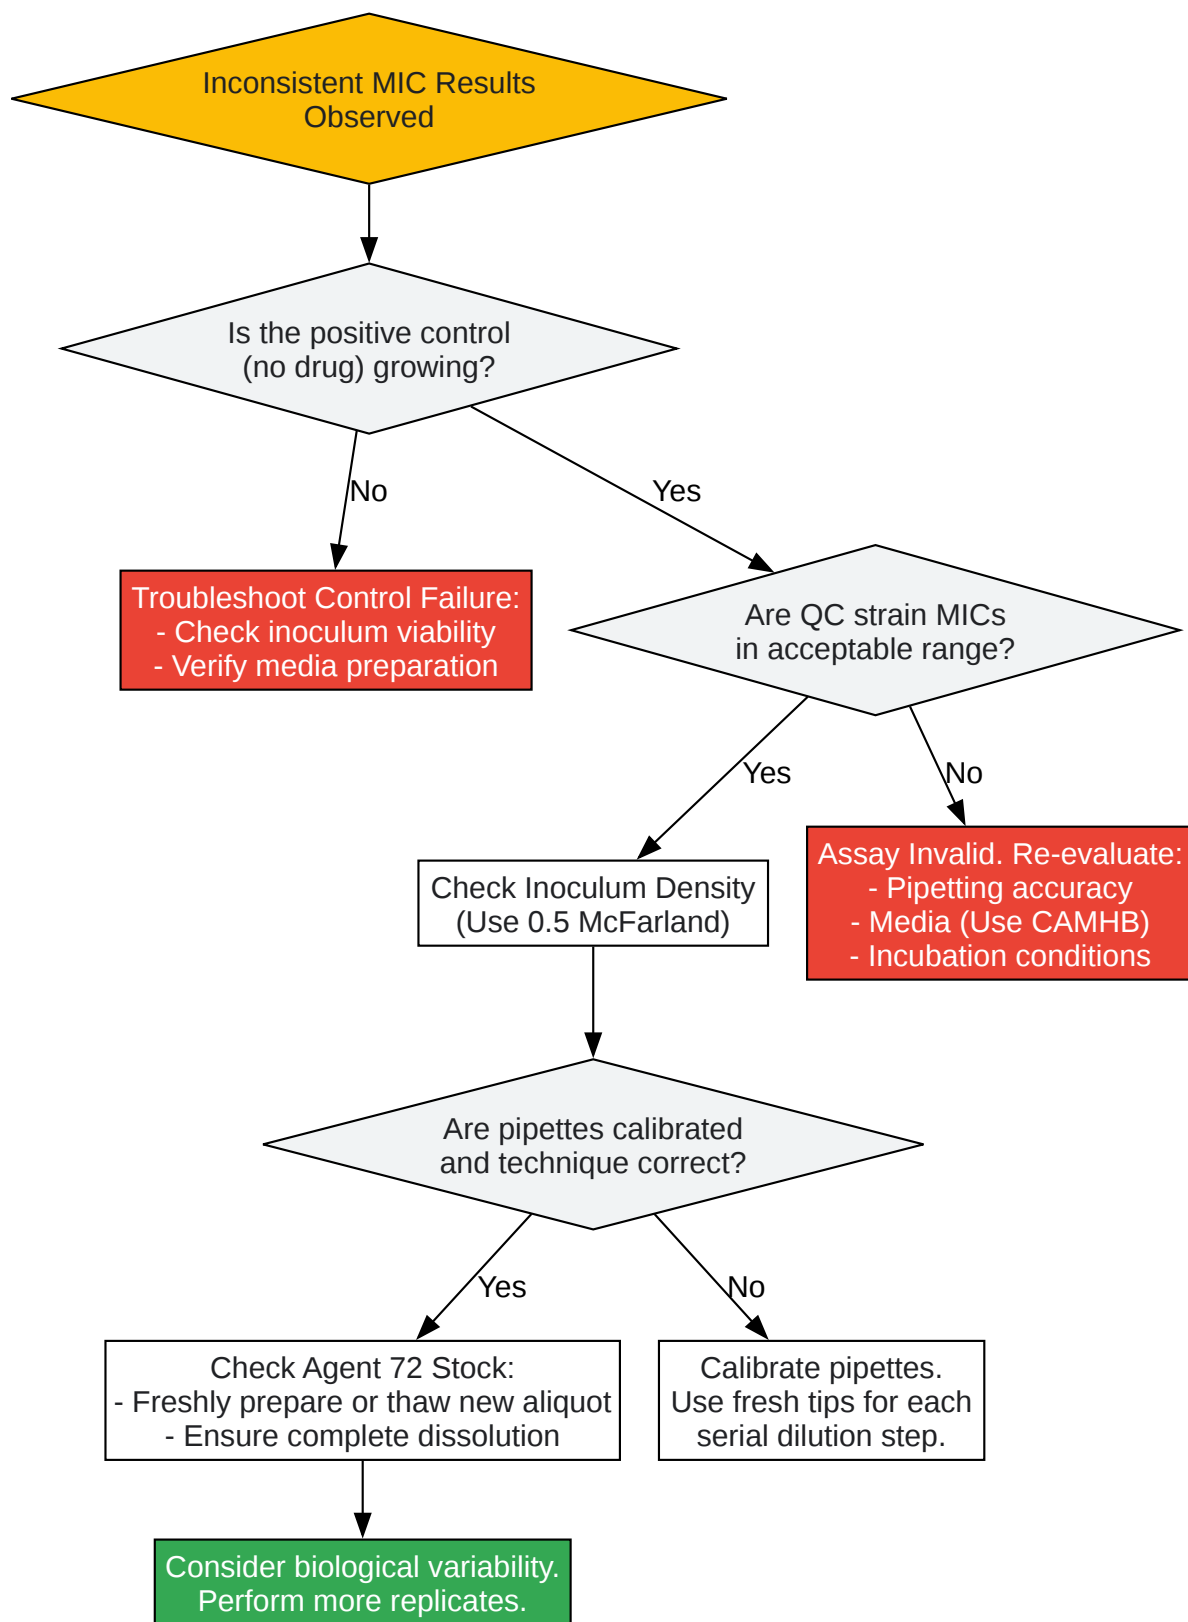 Inconsistent MIC Results
Observed
Is the positive control
(no drug) growing?
No
Yes
Troubleshoot Control Failure:
- Check inoculum viability
- Verify media preparation
Are QC strain MICs
in acceptable range?
Yes
No
Check Inoculum Density
(Use 0.5 McFarland)
Assay Invalid. Re-evaluate:
- Pipetting accuracy
- Media (Use CAMHB)
- Incubation conditions
Are pipettes calibrated
and technique correct?
Yes
No
Check Agent 72 Stock:
- Freshly prepare or thaw new aliquot
- Ensure complete dissolution
Calibrate pipettes.
Use fresh tips for each
serial dilution step.
Consider biological variability.
Perform more replicates.